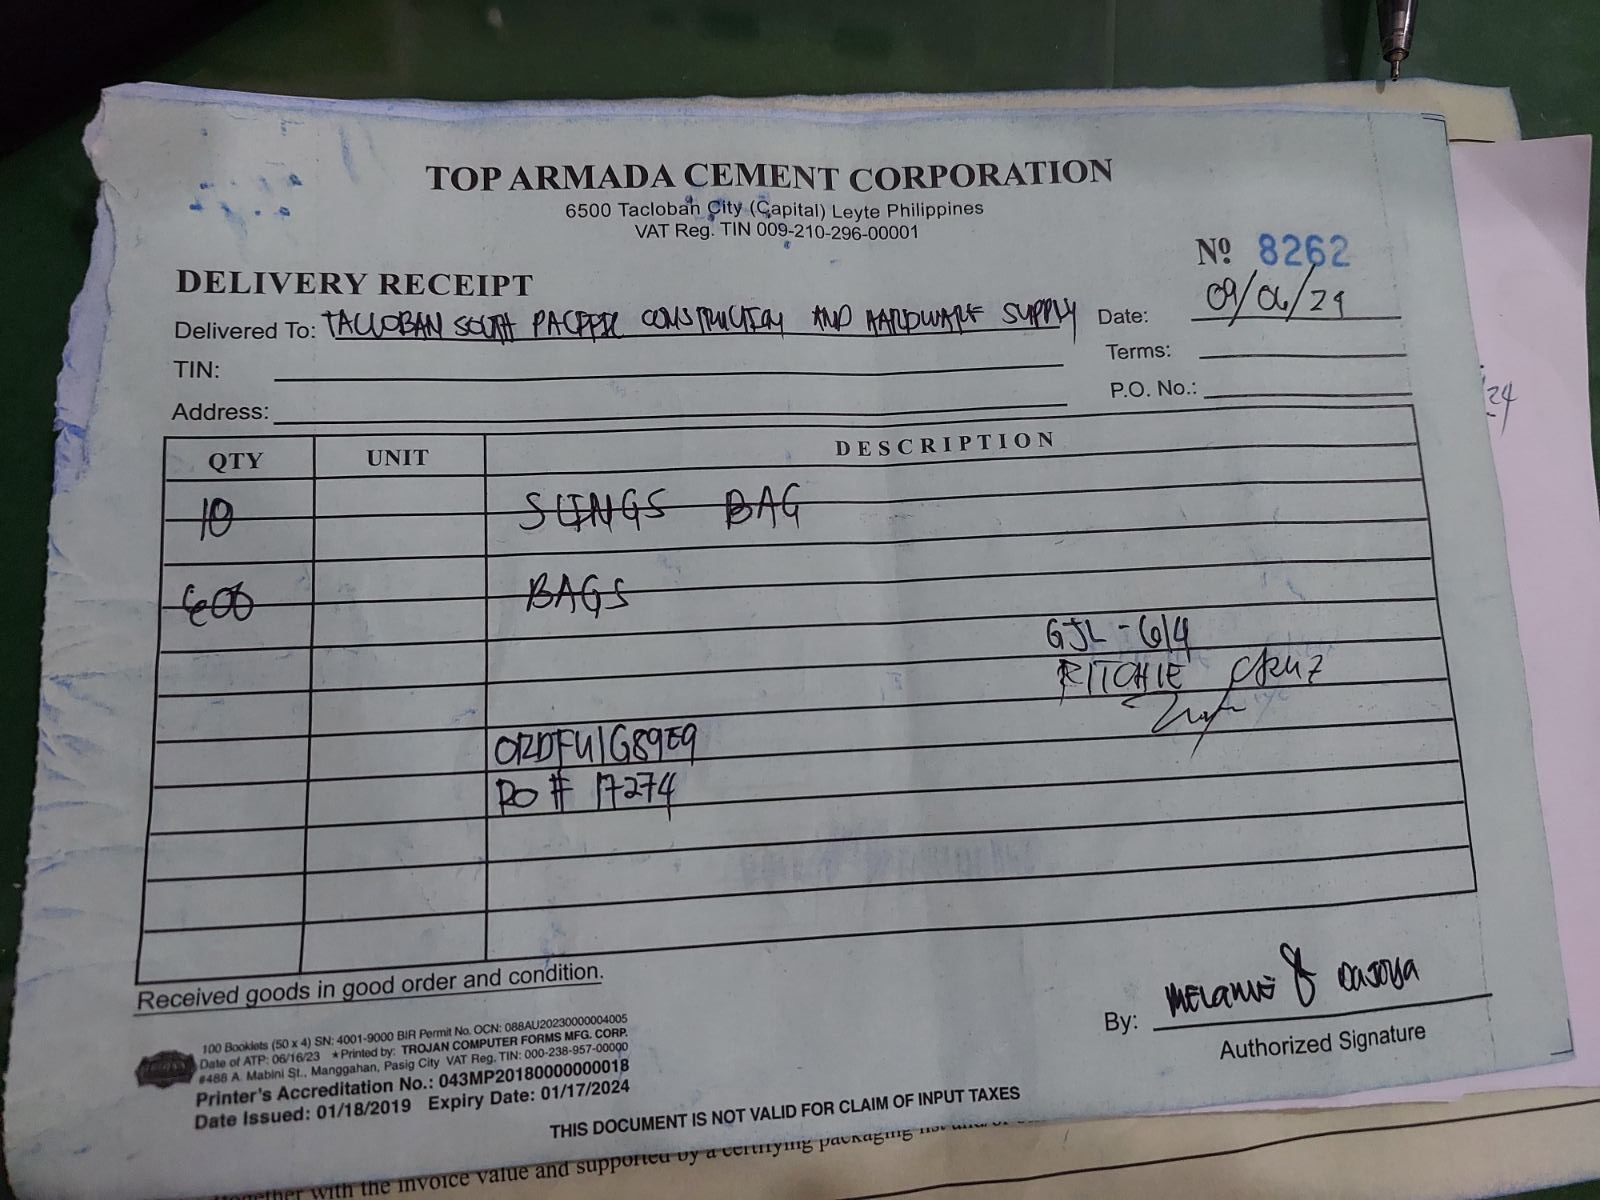 TOP ARMADA CEMENT CORPORATION
6500 Tacloban City (Capital) Leyte Philippines
VAT Reg. TIN 009-210-296-00001
Nº 8262
DELIVERY RECEIPT
Delivered To: TACLOBAN SOUTH PACIFIC CONSTRUCTION AND HARDWARE SUPPLY
Date: 09/06/24
TIN:
Terms:
Address:
P.O. No.:
QTY UNIT DESCRIPTION
10 SLINGS BAG
600 BAGS
GJL - 614
RITCHIE CRUZ
PO # 17274
Received goods in good order and condition.
By: MELANIE
Authorized Signature
100 Booklets (50 x 4) SN: 4001-9000 BIR Permit No. OCN: 088AU20230000004005
Date of ATP: 06/16/23 * Printed by: TROJAN COMPUTER FORMS MFG. CORP.
#488 A. Mabini St., Manggahan, Pasig City VAT Reg. TIN: 000-238-957-00000
Printer's Accreditation No.: 043MP20180000000018
Date Issued: 01/18/2019 Expiry Date: 01/17/2024
THIS DOCUMENT IS NOT VALID FOR CLAIM OF INPUT TAXES
with the invoice value and supported by a certifying packaging